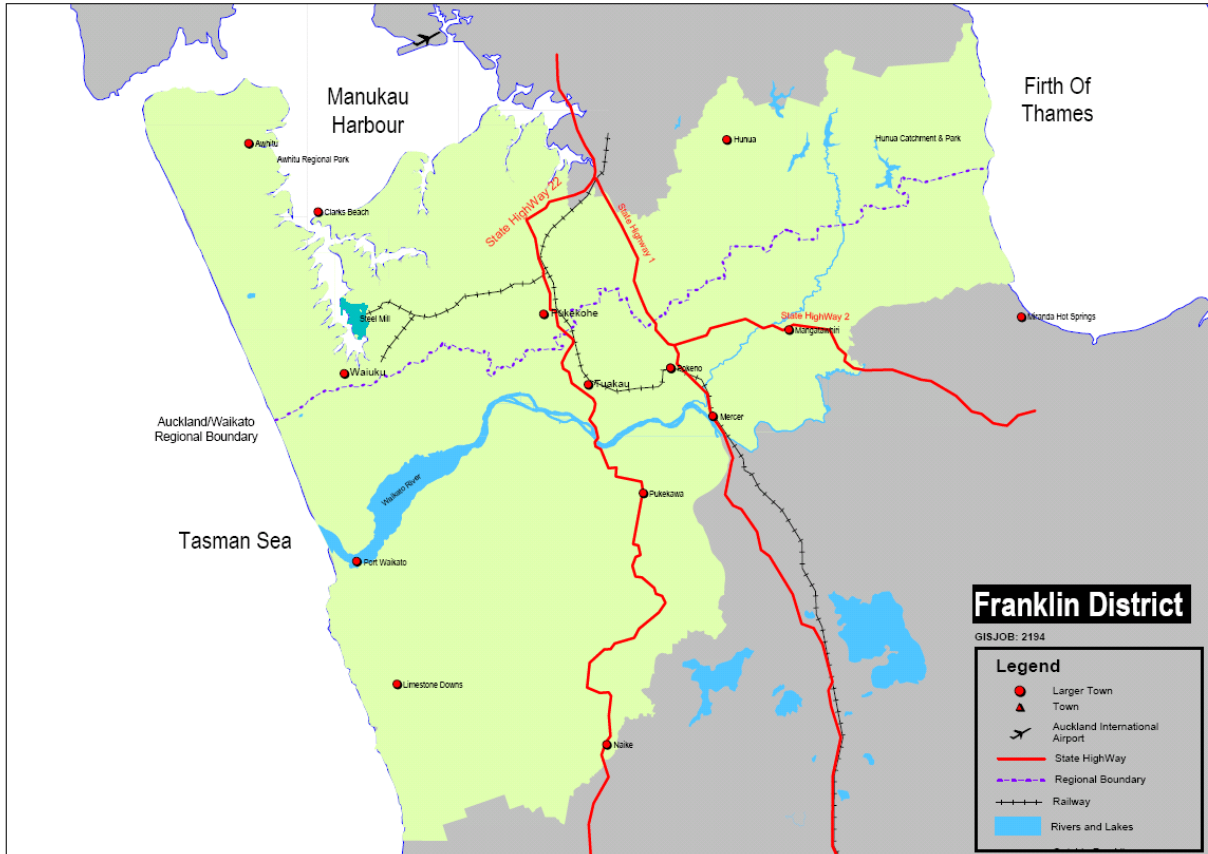 Manukau
Harbour
Firth Of
Thames
Awhitu
Awhitu Regional Park
Hunua
Hunua Catchment & Park
Clarks Beach
State HighWay 22
State Highway 1
Steel Mill
Pukekohe
State HighWay 2
Mangatawhiri
Miranda Hot Springs
Waiuku
Tuakau
Pokeno
Auckland/Waikato
Regional Boundary
Mercer
Waikato River
Pukekawa
Tasman Sea
Port Waikato
Limestone Downs
Naike
Franklin District
GISJOB: 2194
Legend
Larger Town
Town
Auckland International
Airport
State HighWay
Regional Boundary
Railway
Rivers and Lakes